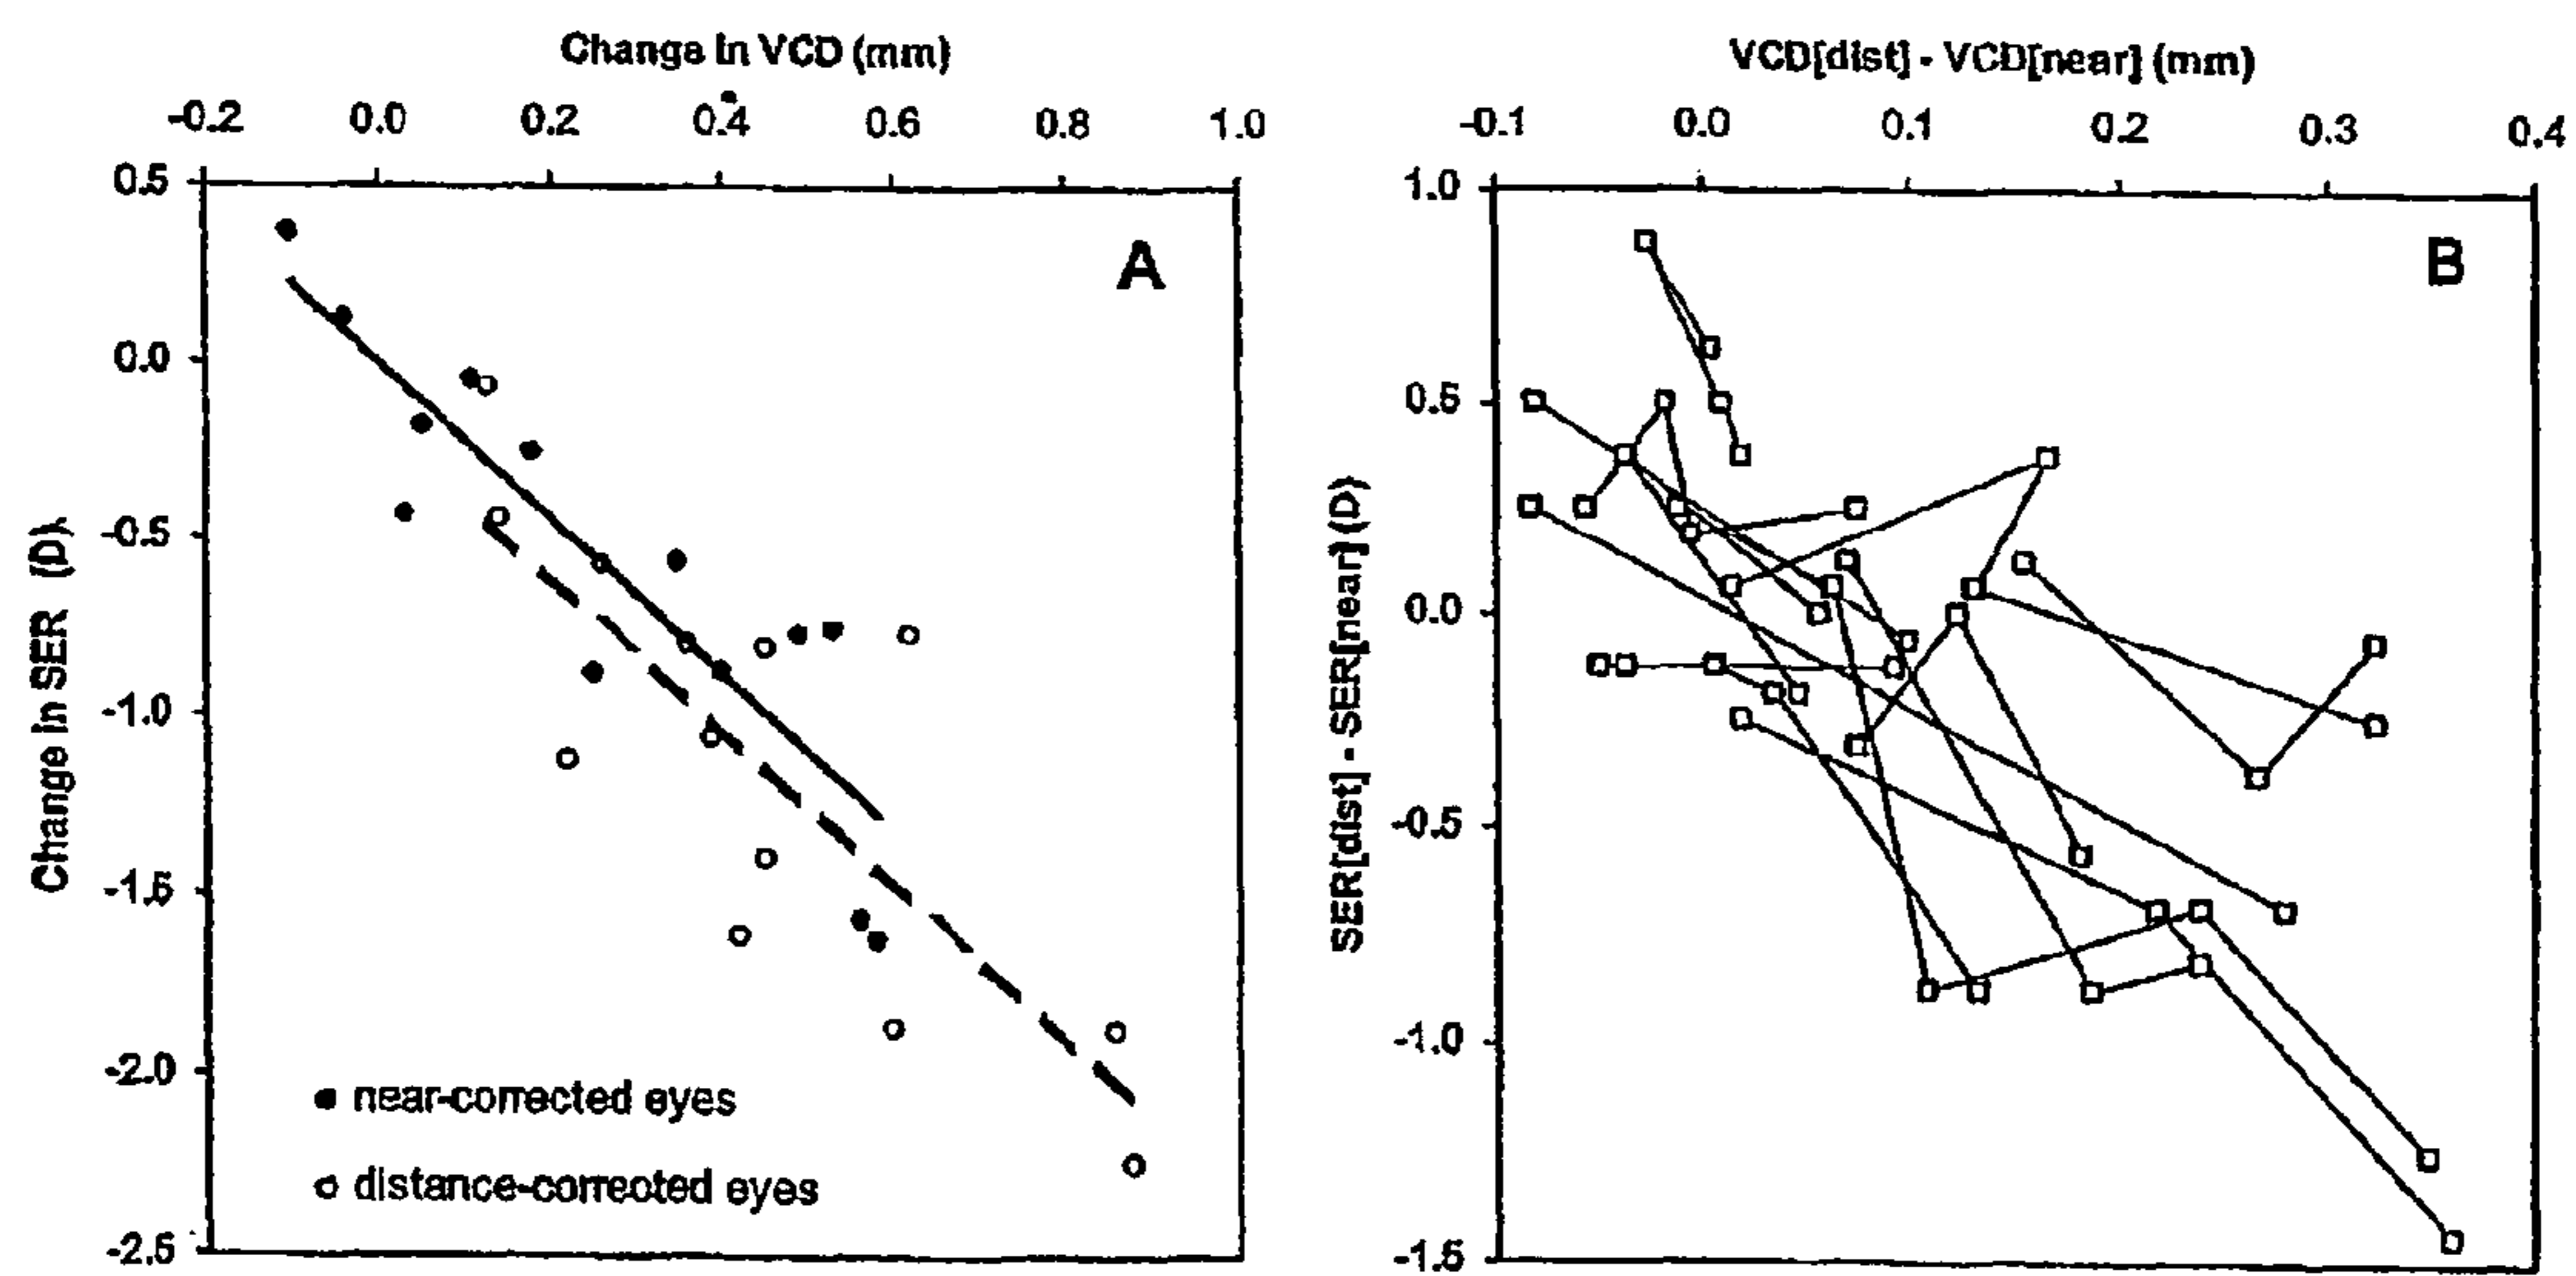 Change in VCD (mm)
-0.2 0.0 0.2 0.4 0.6 0.8 1.0
0.5
0.0
-0.5
-1.0
-1.5
-2.0
-2.5
Change in SER (D)
A
near-corrected eyes
distance-corrected eyes
VCD[dist] - VCD[near] (mm)
-0.1 0.0 0.1 0.2 0.3 0.4
1.0
0.5
0.0
-0.5
-1.0
-1.5
SER[dist] - SER[near] (D)
B